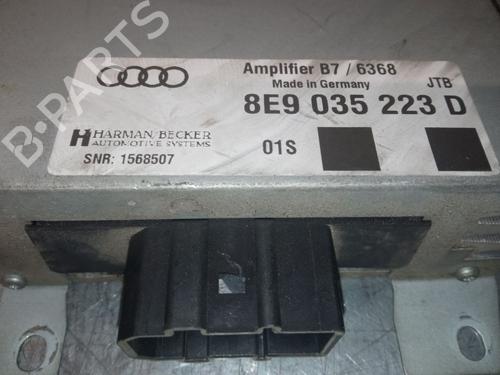 Amplifier B7 / 6368
Made in Germany
JTB
8E9 035 223 D
HARMAN/BECKER
AUTOMOTIVE SYSTEMS
01S
SNR: 1568507
B-PARTS